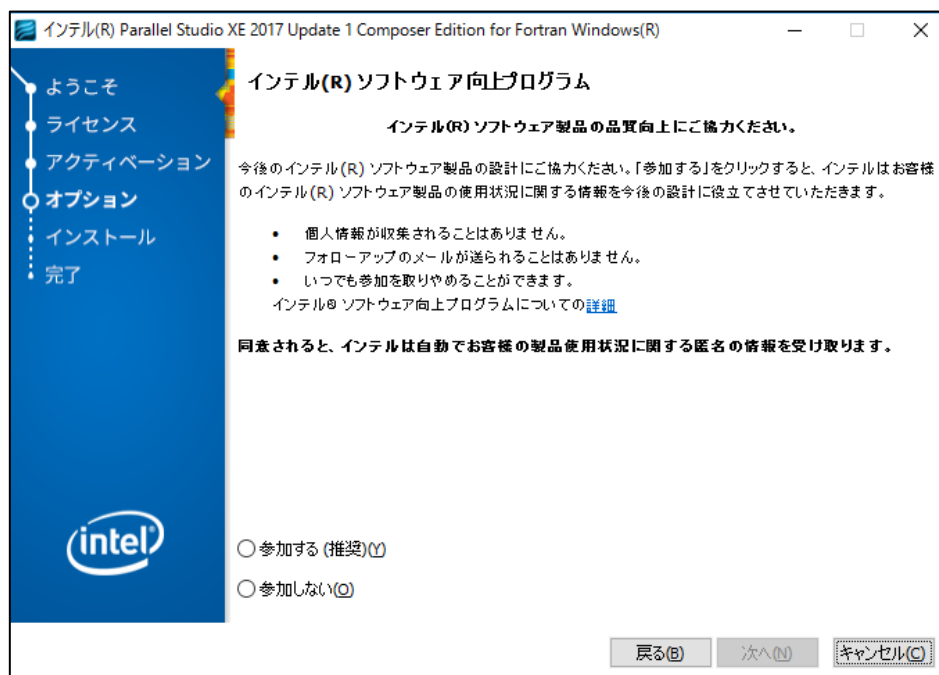 インテル(R) Parallel Studio XE 2017 Update 1 Composer Edition for Fortran Windows(R)
ようこそ
ライセンス
アクティベーション
オプション
インストール
完了
インテル(R) ソフトウェア向上プログラム
インテル(R) ソフトウェア製品の品質向上にご協力ください。
今後のインテル(R) ソフトウェア製品の設計にご協力ください。「参加する」をクリックすると、インテルはお客様
のインテル(R) ソフトウェア製品の使用状況に関する情報を今後の設計に役立てさせていただきます。
• 個人情報が収集されることはありません。
• フォローアップのメールが送られることはありません。
• いつでも参加を取りやめることができます。
インテル® ソフトウェア向上プログラムについての詳細
同意されると、インテルは自動でお客様の製品使用状況に関する匿名の情報を受け取ります。
intel
参加する (推奨)(Y)
参加しない(O)
戻る(B) 次へ(N) キャンセル(C)